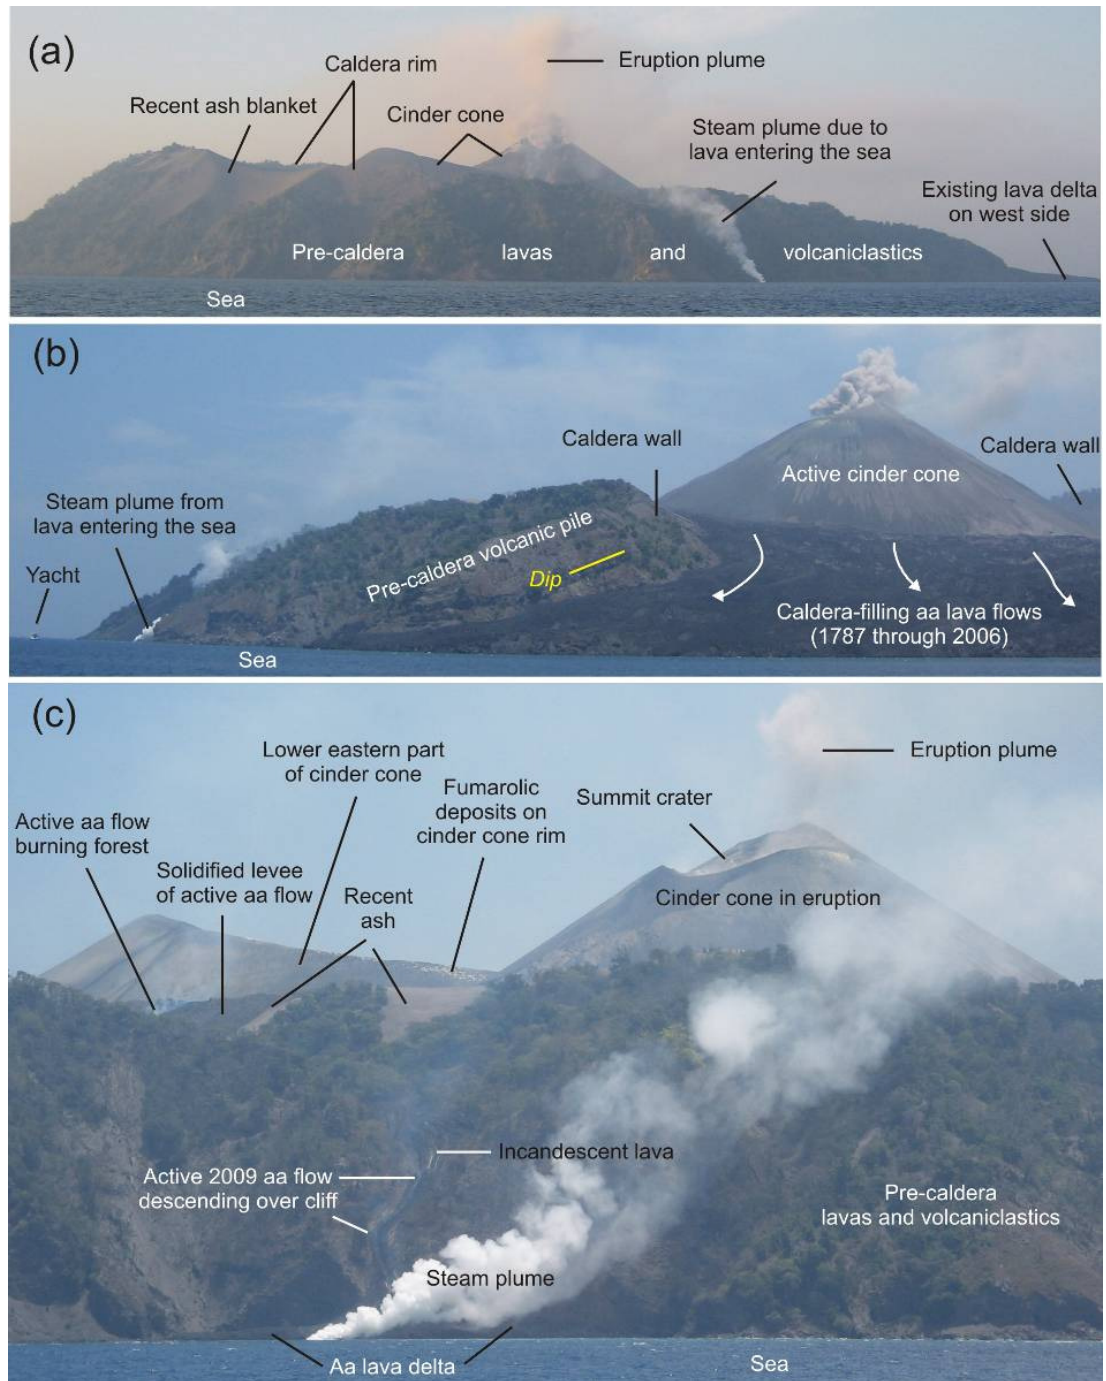 (a)
Caldera rim
Eruption plume
Recent ash blanket
Cinder cone
Steam plume due to
lava entering the sea
Existing lava delta
on west side
Pre-caldera lavas and volcaniclastics
Sea
(b)
Caldera wall
Caldera wall
Active cinder cone
Steam plume from
lava entering the sea
Pre-caldera volcanic pile
Yacht
Dip
Caldera-filling aa lava flows
(1787 through 2006)
Sea
(c)
Lower eastern part
of cinder cone
Eruption plume
Fumarolic
deposits on
cinder cone rim
Summit crater
Active aa flow
burning forest
Solidified levee
of active aa flow
Recent
ash
Cinder cone in eruption
Incandescent lava
Active 2009 aa flow
descending over cliff
Pre-caldera
lavas and volcaniclastics
Steam plume
Aa lava delta
Sea